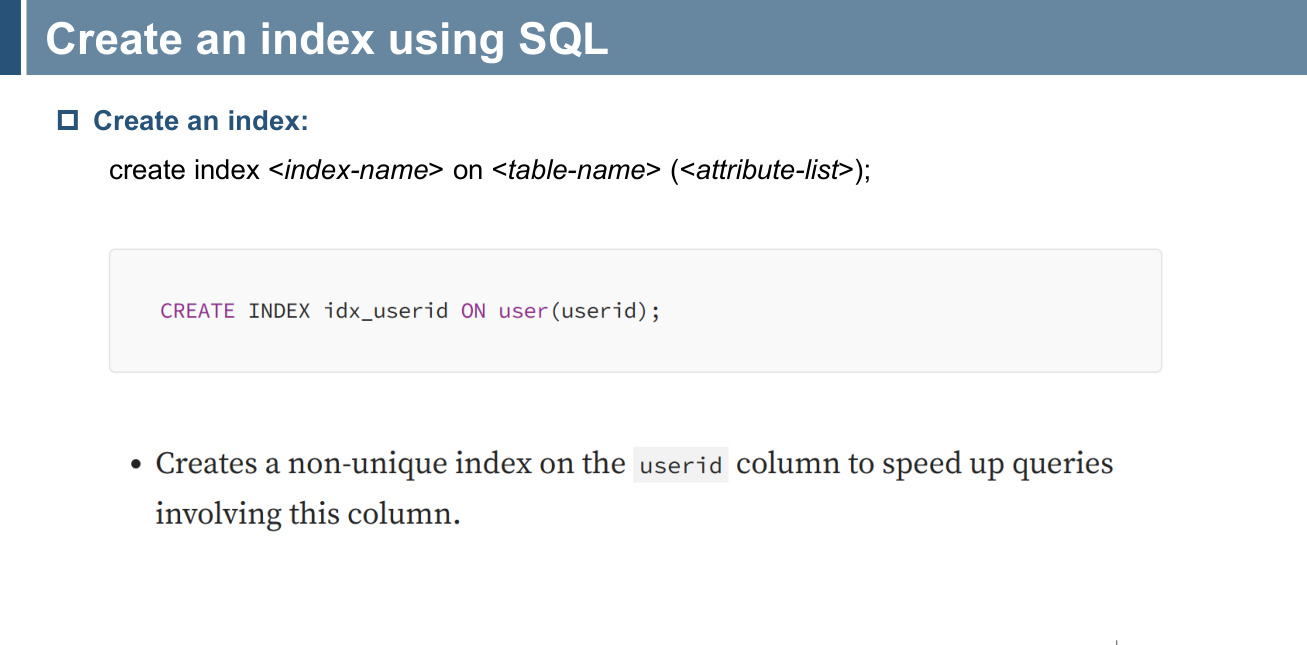 Create an index using SQL
Create an index:
create index <index-name> on <table-name> (<attribute-list>);
CREATE INDEX idx_userid ON user(userid);
• Creates a non-unique index on the userid column to speed up queries
involving this column.